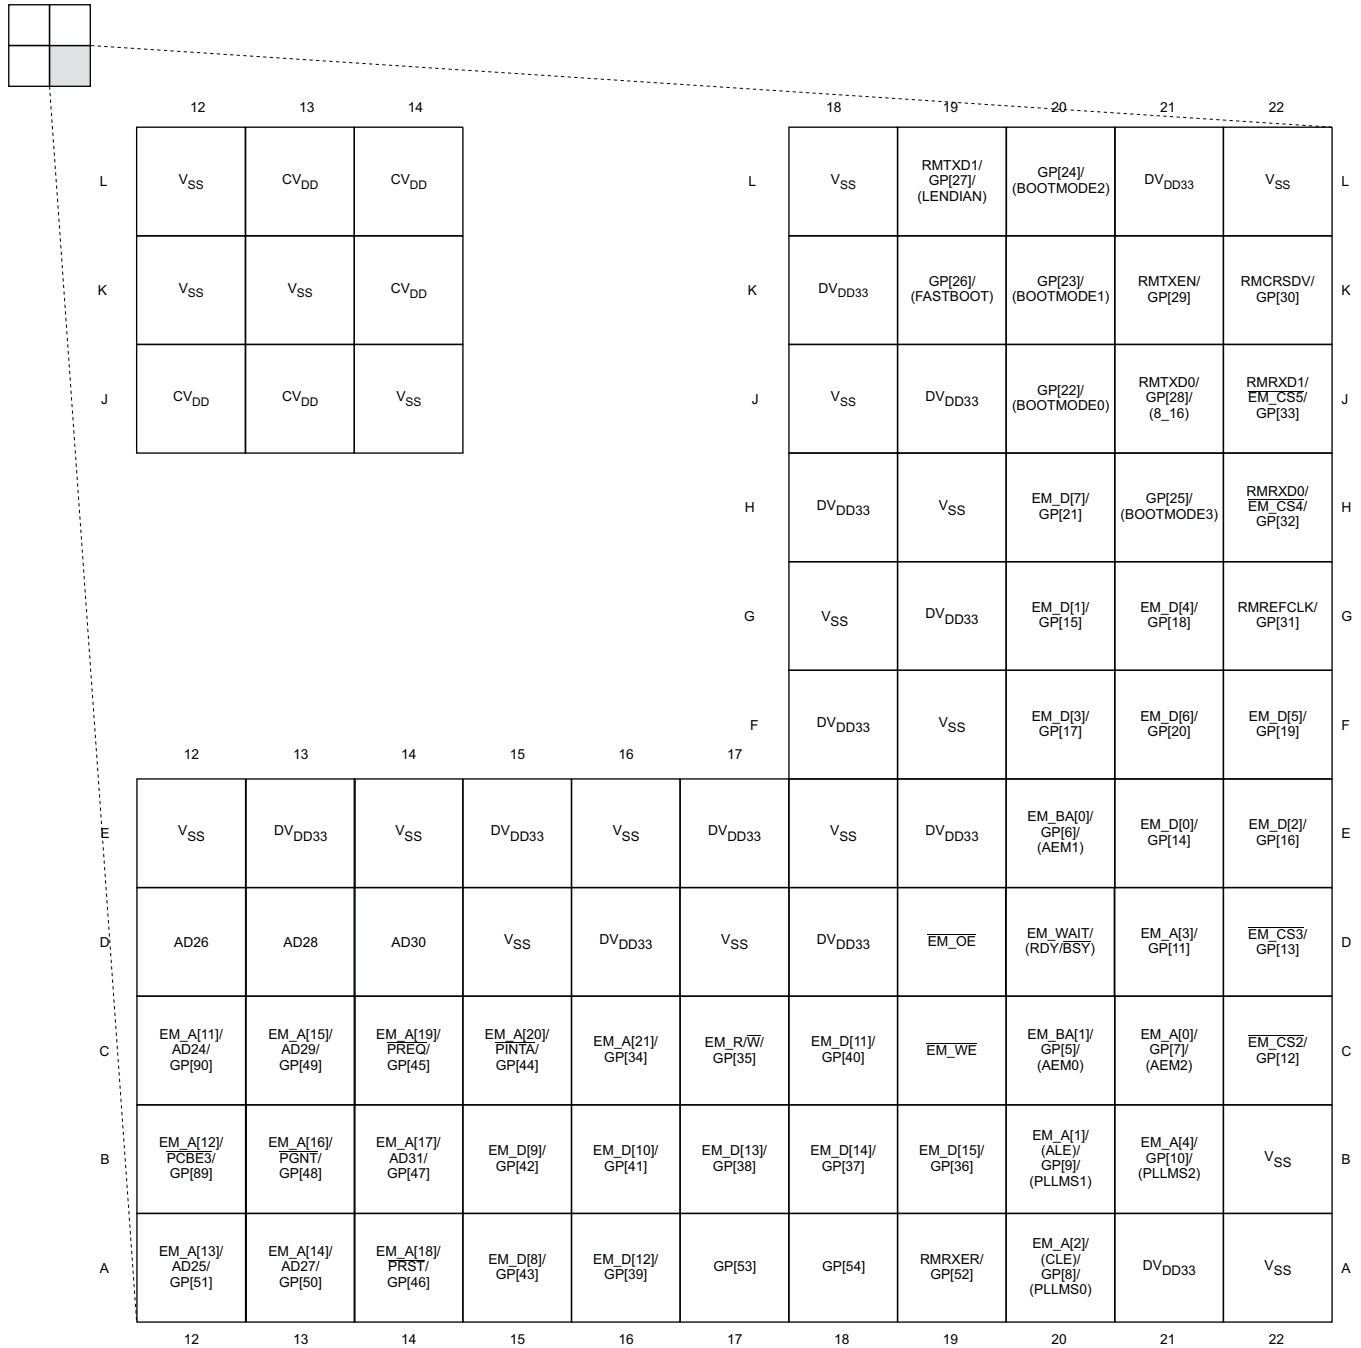 12 13 14 18 19 20 21 22
L VSS CVDD CVDD L VSS RMTXD1/ GP[27]/ (LENDIAN) GP[24]/ (BOOTMODE2) DVDD33 VSS L
K VSS VSS CVDD K DVDD33 GP[26]/ (FASTBOOT) GP[23]/ (BOOTMODE1) RMTXEN/ GP[29] RMCRSDV/ GP[30] K
J CVDD CVDD VSS J VSS DVDD33 GP[22]/ (BOOTMODE0) RMTXD0/ GP[28]/ (8_16) RMRXD1/ EM_CS5/ GP[33] J
H DVDD33 VSS EM_D[7]/ GP[21] GP[25]/ (BOOTMODE3) RMRXD0/ EM_CS4/ GP[32] H
G VSS DVDD33 EM_D[1]/ GP[15] EM_D[4]/ GP[18] RMREFCLK/ GP[31] G
F DVDD33 VSS EM_D[3]/ GP[17] EM_D[6]/ GP[20] EM_D[5]/ GP[19] F
12 13 14 15 16 17
E VSS DVDD33 VSS DVDD33 VSS DVDD33 VSS DVDD33 EM_BA[0]/ GP[6]/ (AEM1) EM_D[0]/ GP[14] EM_D[2]/ GP[16] E
D AD26 AD28 AD30 VSS DVDD33 VSS DVDD33 EM_OE EM_WAIT/ (RDY/BSY) EM_A[3]/ GP[11] EM_CS3/ GP[13] D
C EM_A[11]/ AD24/ GP[90] EM_A[15]/ AD29/ GP[49] EM_A[19]/ PREQ/ GP[45] EM_A[20]/ PINTA/ GP[44] EM_A[21]/ GP[34] EM_R/W/ GP[35] EM_D[11]/ GP[40] EM_WE EM_BA[1]/ GP[5]/ (AEM0) EM_A[0]/ GP[7]/ (AEM2) EM_CS2/ GP[12] C
B EM_A[12]/ PCBE3/ GP[89] EM_A[16]/ PGNT/ GP[48] EM_A[17]/ AD31/ GP[47] EM_D[9]/ GP[42] EM_D[10]/ GP[41] EM_D[13]/ GP[38] EM_D[14]/ GP[37] EM_D[15]/ GP[36] EM_A[1]/ (ALE)/ GP[9]/ (PLLMS1) EM_A[4]/ GP[10]/ (PLLMS2) VSS B
A EM_A[13]/ AD25/ GP[51] EM_A[14]/ AD27/ GP[50] EM_A[18]/ PRST/ GP[46] EM_D[8]/ GP[43] EM_D[12]/ GP[39] GP[53] GP[54] RMRXER/ GP[52] EM_A[2]/ (CLE)/ GP[8]/ (PLLMS0) DVDD33 VSS A
12 13 14 15 16 17 18 19 20 21 22